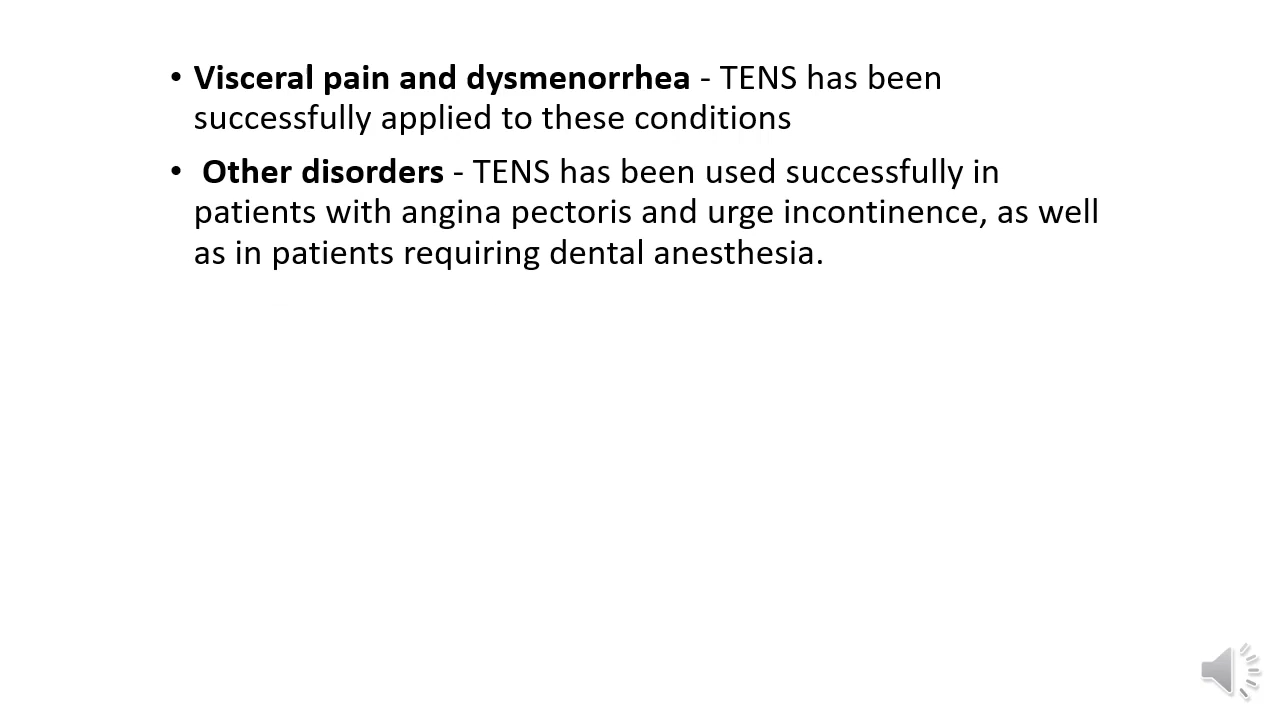 • Visceral pain and dysmenorrhea - TENS has been
successfully applied to these conditions
• Other disorders - TENS has been used successfully in
patients with angina pectoris and urge incontinence, as well
as in patients requiring dental anesthesia.